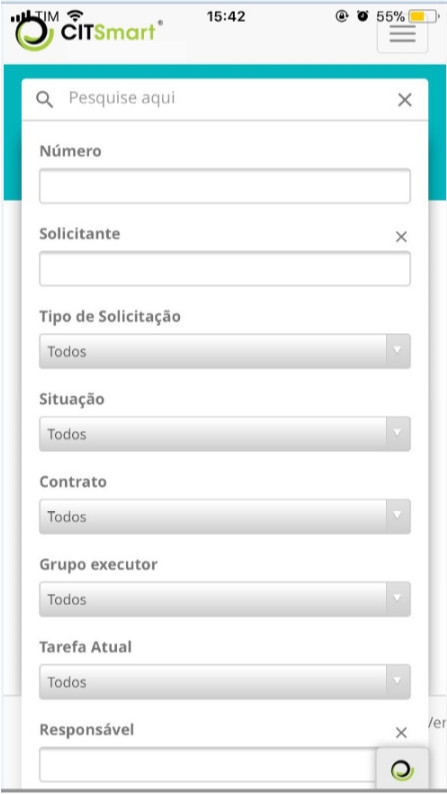 TIM 15:42 55%
CITSmart®
Pesquise aqui
Número
Solicitante
Tipo de Solicitação
Todos
Situação
Todos
Contrato
Todos
Grupo executor
Todos
Tarefa Atual
Todos
Responsável